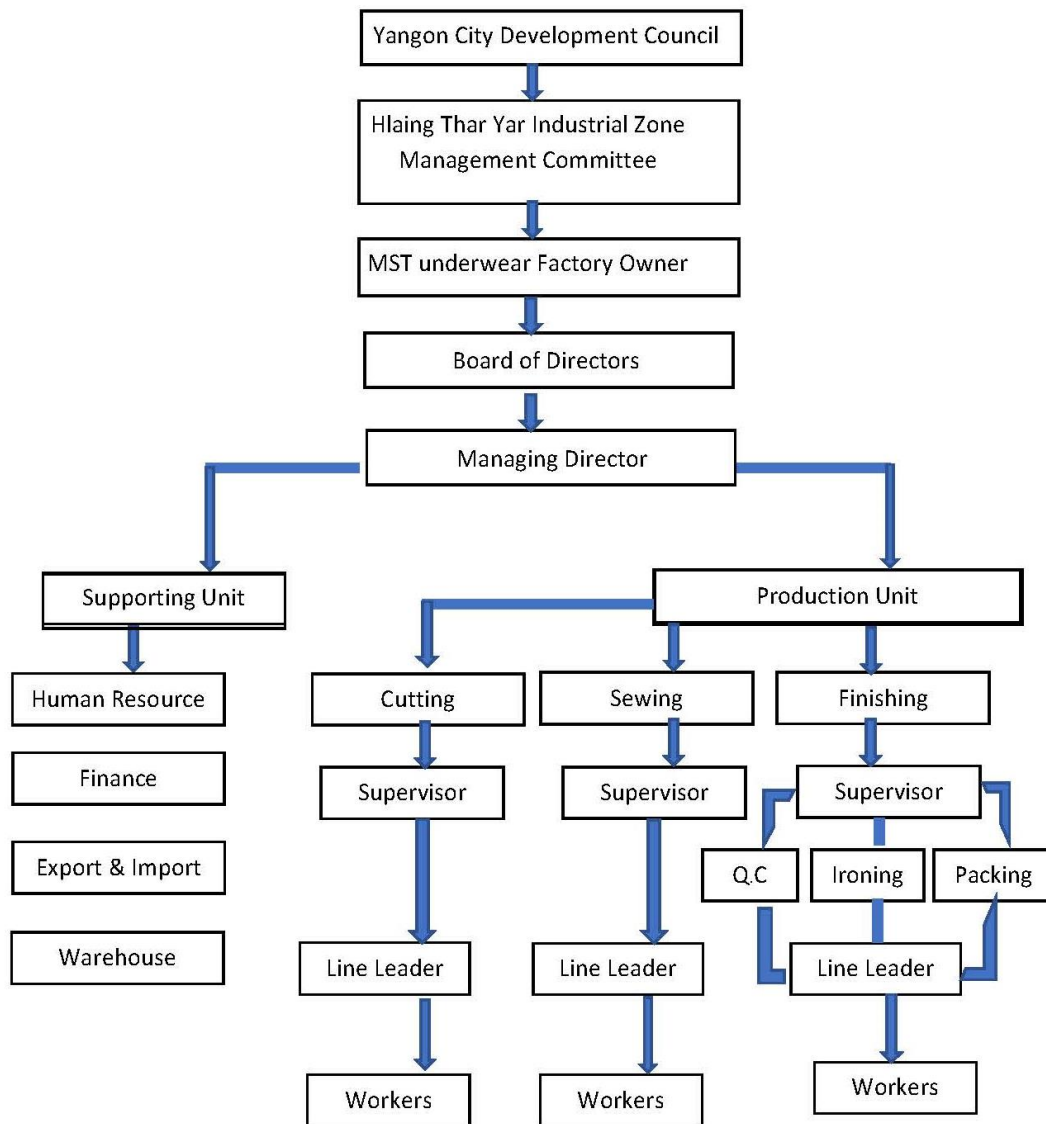 Yangon City Development Council
Hlaing Thar Yar Industrial Zone
Management Committee
MST underwear Factory Owner
Board of Directors
Managing Director
Supporting Unit
Production Unit
Human Resource
Finance
Export & Import
Warehouse
Cutting
Supervisor
Line Leader
Workers
Sewing
Supervisor
Line Leader
Workers
Finishing
Supervisor
Q.C
Ironing
Packing
Line Leader
Workers